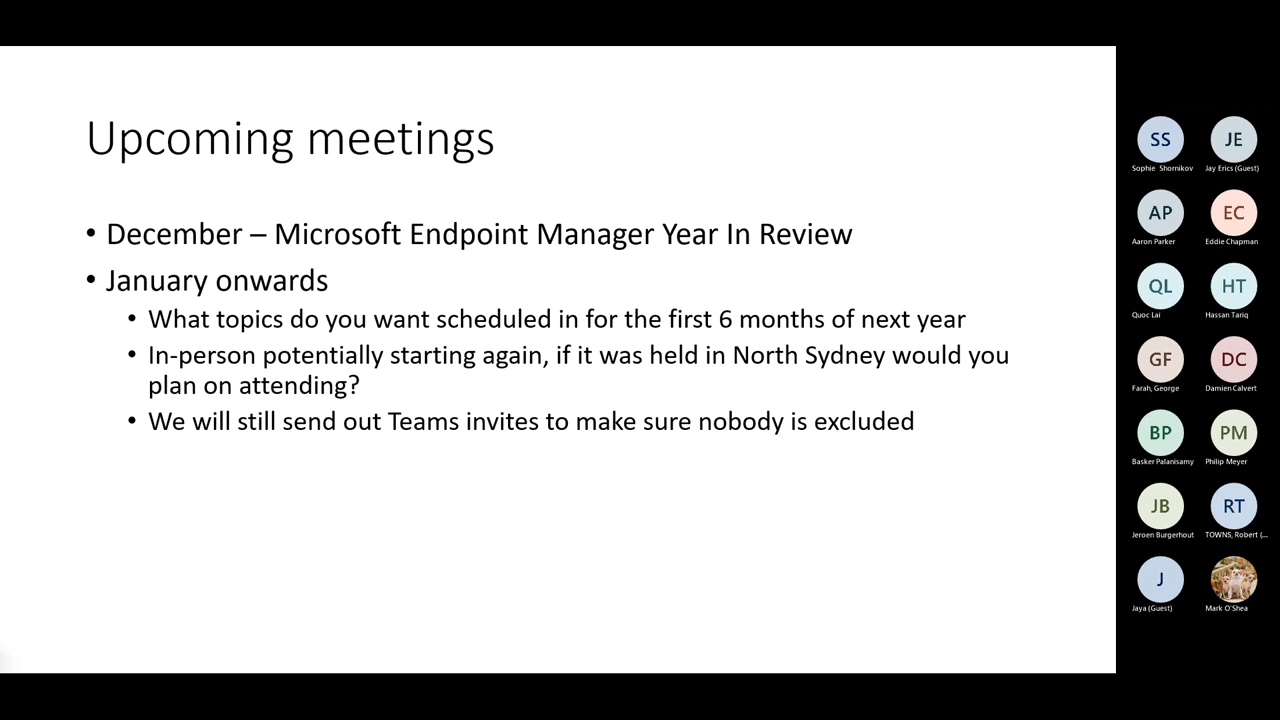 Upcoming meetings
• December – Microsoft Endpoint Manager Year In Review
• January onwards
• What topics do you want scheduled in for the first 6 months of next year
• In-person potentially starting again, if it was held in North Sydney would you
plan on attending?
• We will still send out Teams invites to make sure nobody is excluded
SS JE
Sophie Shornikov Jay Erics (Guest)
AP EC
Aaron Parker Eddie Chapman
QL HT
Quoc Lai Hassan Tariq
GF DC
Farah, George Damien Calvert
BP PM
Basker Palanisamy Philip Meyer
JB RT
Jeroen Burgerhout TOWNS, Robert (...
J
Jaya (Guest) Mark O'Shea